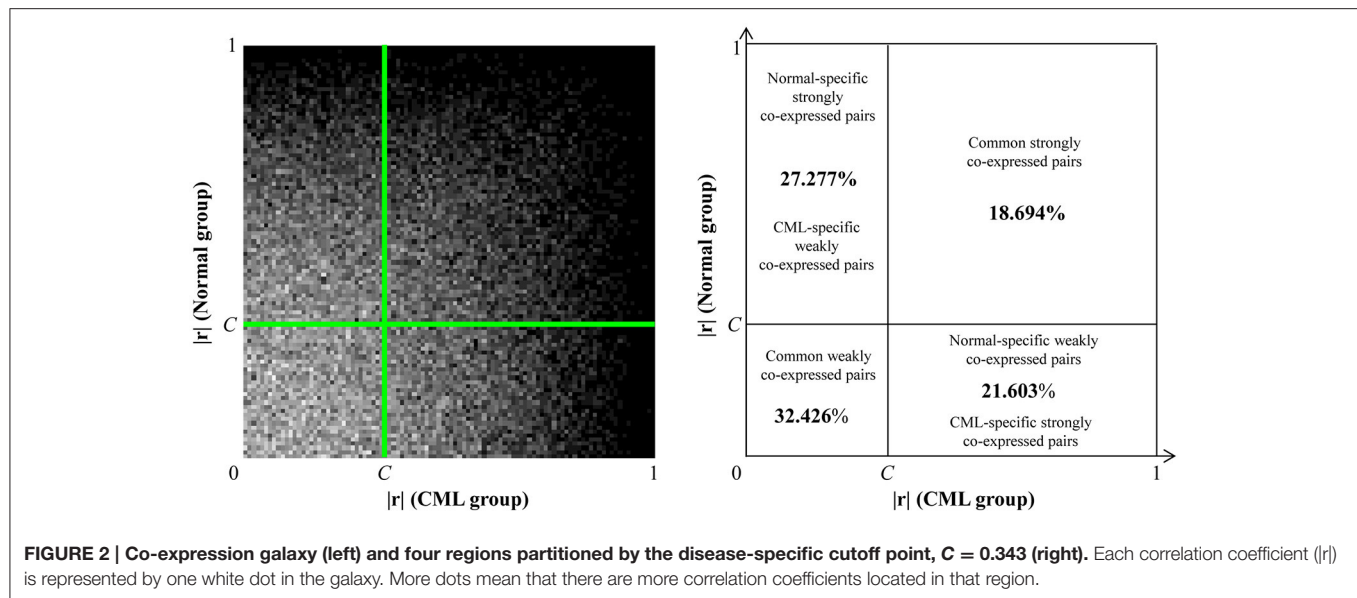 1
|r| (Normal group)
C
0
C
1
|r| (CML group)
1
|r| (Normal group)
C
0
C
1
|r| (CML group)
Normal-specific
strongly
co-expressed pairs
27.277%
CML-specific
weakly
co-expressed pairs
Common strongly
co-expressed pairs
18.694%
Common weakly
co-expressed pairs
32.426%
Normal-specific weakly
co-expressed pairs
21.603%
CML-specific strongly
co-expressed pairs
FIGURE 2 | Co-expression galaxy (left) and four regions partitioned by the disease-specific cutoff point, C = 0.343 (right). Each correlation coefficient (|r|)
is represented by one white dot in the galaxy. More dots mean that there are more correlation coefficients located in that region.